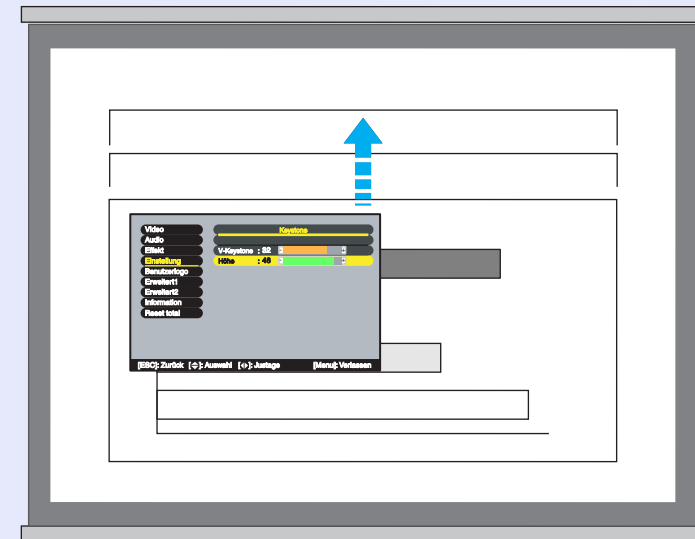 Video
Audio
Effekt
Einstellung
Benutzerlogo
Erweitert1
Erweitert2
Information
Reset total
Keystone
V-Keystone : 32 - +
Höhe : 48 - +
[ESC]: Zurück [ ]: Auswahl [ ]: Justage [Menu]: Verlassen